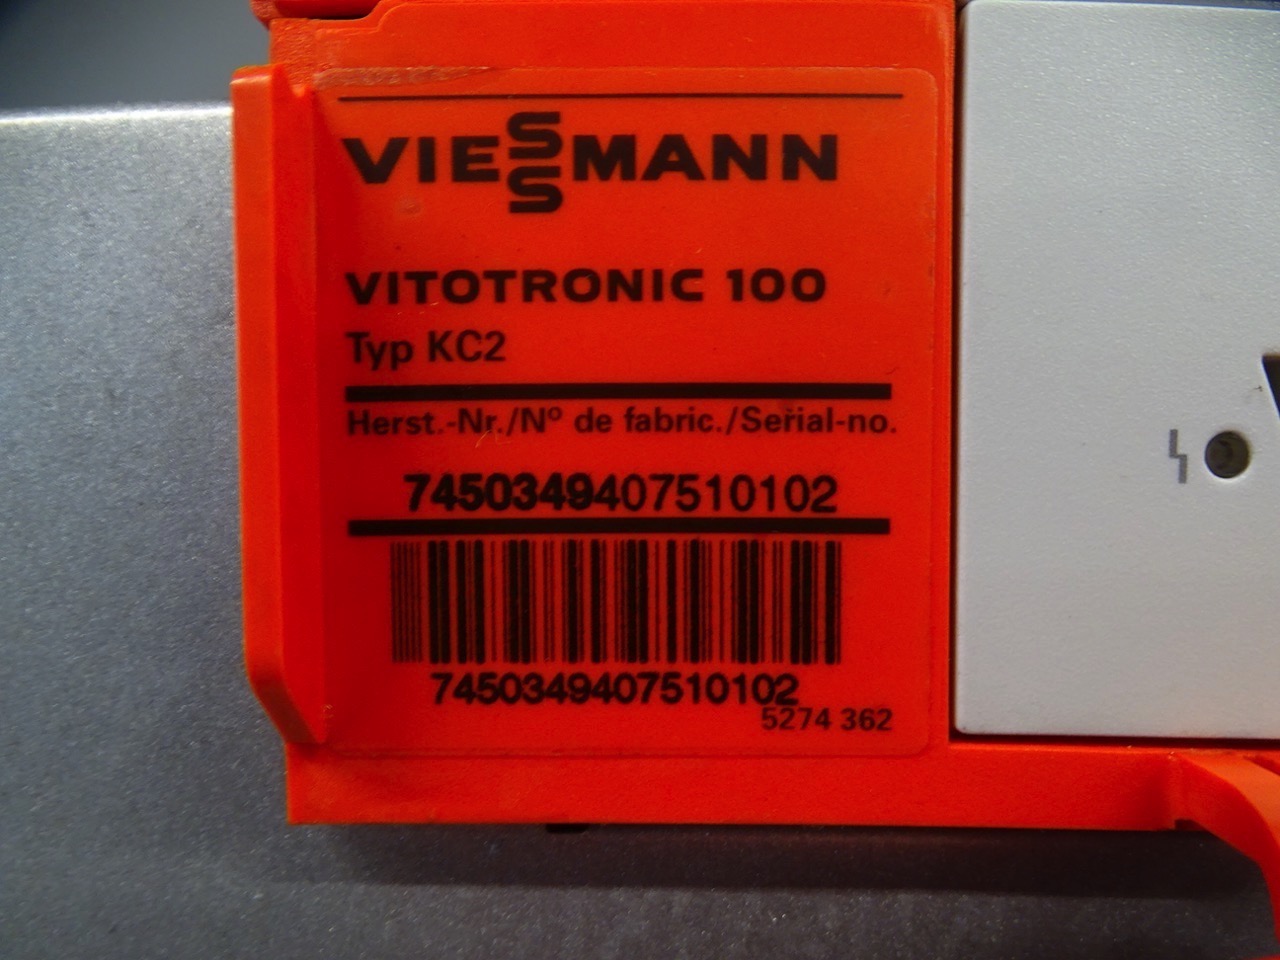 VIESSMANN
VITOTRONIC 100
Typ KC2
Herst.-Nr./Nº de fabric./Serial-no.
7450349407510102
7450349407510102
5274 362